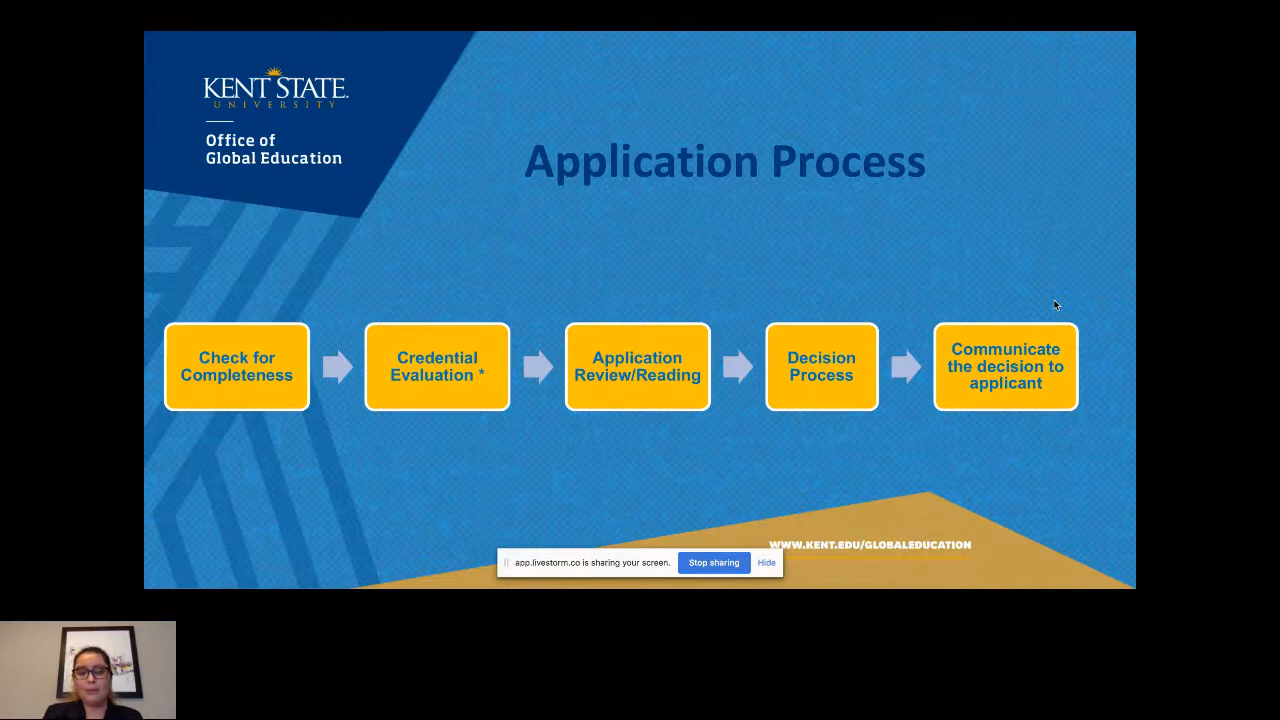 KENT STATE.
UNIVERSITY
Office of
Global Education
Application Process
Check for
Completeness
Credential
Evaluation *
Application
Review/Reading
Decision
Process
Communicate
the decision to
applicant
WWW.KENT.EDU/GLOBALEDUCATION
app.livestorm.co is sharing your screen.
Stop sharing
Hide